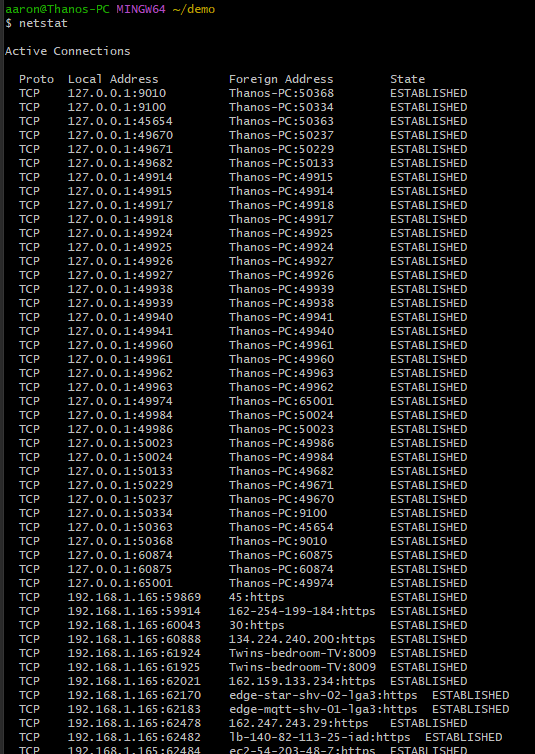 aaron@Thanos-PC MINGW64 ~/demo
$ netstat
Active Connections
Proto Local Address Foreign Address State
TCP 127.0.0.1:9010 Thanos-PC:50368 ESTABLISHED
TCP 127.0.0.1:9100 Thanos-PC:50334 ESTABLISHED
TCP 127.0.0.1:45654 Thanos-PC:50363 ESTABLISHED
TCP 127.0.0.1:49670 Thanos-PC:50237 ESTABLISHED
TCP 127.0.0.1:49671 Thanos-PC:50229 ESTABLISHED
TCP 127.0.0.1:49682 Thanos-PC:50133 ESTABLISHED
TCP 127.0.0.1:49914 Thanos-PC:49915 ESTABLISHED
TCP 127.0.0.1:49915 Thanos-PC:49914 ESTABLISHED
TCP 127.0.0.1:49917 Thanos-PC:49918 ESTABLISHED
TCP 127.0.0.1:49918 Thanos-PC:49917 ESTABLISHED
TCP 127.0.0.1:49924 Thanos-PC:49925 ESTABLISHED
TCP 127.0.0.1:49925 Thanos-PC:49924 ESTABLISHED
TCP 127.0.0.1:49926 Thanos-PC:49927 ESTABLISHED
TCP 127.0.0.1:49927 Thanos-PC:49926 ESTABLISHED
TCP 127.0.0.1:49938 Thanos-PC:49939 ESTABLISHED
TCP 127.0.0.1:49939 Thanos-PC:49938 ESTABLISHED
TCP 127.0.0.1:49940 Thanos-PC:49941 ESTABLISHED
TCP 127.0.0.1:49941 Thanos-PC:49940 ESTABLISHED
TCP 127.0.0.1:49960 Thanos-PC:49961 ESTABLISHED
TCP 127.0.0.1:49961 Thanos-PC:49960 ESTABLISHED
TCP 127.0.0.1:49962 Thanos-PC:49963 ESTABLISHED
TCP 127.0.0.1:49963 Thanos-PC:49962 ESTABLISHED
TCP 127.0.0.1:49974 Thanos-PC:65001 ESTABLISHED
TCP 127.0.0.1:49984 Thanos-PC:50024 ESTABLISHED
TCP 127.0.0.1:49986 Thanos-PC:50023 ESTABLISHED
TCP 127.0.0.1:50023 Thanos-PC:49986 ESTABLISHED
TCP 127.0.0.1:50024 Thanos-PC:49984 ESTABLISHED
TCP 127.0.0.1:50133 Thanos-PC:49682 ESTABLISHED
TCP 127.0.0.1:50229 Thanos-PC:49671 ESTABLISHED
TCP 127.0.0.1:50237 Thanos-PC:49670 ESTABLISHED
TCP 127.0.0.1:50334 Thanos-PC:9100 ESTABLISHED
TCP 127.0.0.1:50363 Thanos-PC:45654 ESTABLISHED
TCP 127.0.0.1:50368 Thanos-PC:9010 ESTABLISHED
TCP 127.0.0.1:60874 Thanos-PC:60875 ESTABLISHED
TCP 127.0.0.1:60875 Thanos-PC:60874 ESTABLISHED
TCP 127.0.0.1:65001 Thanos-PC:49974 ESTABLISHED
TCP 192.168.1.165:59869 45:https ESTABLISHED
TCP 192.168.1.165:59914 162-254-199-184:https ESTABLISHED
TCP 192.168.1.165:60043 30:https ESTABLISHED
TCP 192.168.1.165:60888 134.224.240.200:https ESTABLISHED
TCP 192.168.1.165:61924 Twins-bedroom-TV:8009 ESTABLISHED
TCP 192.168.1.165:61925 Twins-bedroom-TV:8009 ESTABLISHED
TCP 192.168.1.165:62021 162.159.133.234:https ESTABLISHED
TCP 192.168.1.165:62170 edge-star-shv-02-lga3:https ESTABLISHED
TCP 192.168.1.165:62183 edge-mqtt-shv-01-lga3:https ESTABLISHED
TCP 192.168.1.165:62478 162.247.243.29:https ESTABLISHED
TCP 192.168.1.165:62482 lb-140-82-113-25-iad:https ESTABLISHED
TCP 192.168.1.165:62484 ec2-54-203-48-7:https ESTABLISHED